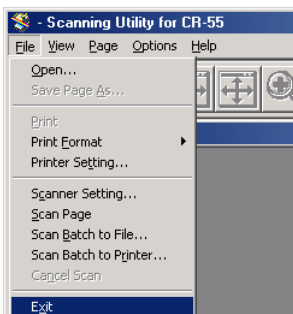 - Scanning Utility for CR-55
File View Page Options Help
Open...
Save Page As...
Print
Print Format
Printer Setting...
Scanner Setting...
Scan Page
Scan Batch to File...
Scan Batch to Printer...
Cancel Scan
Exit